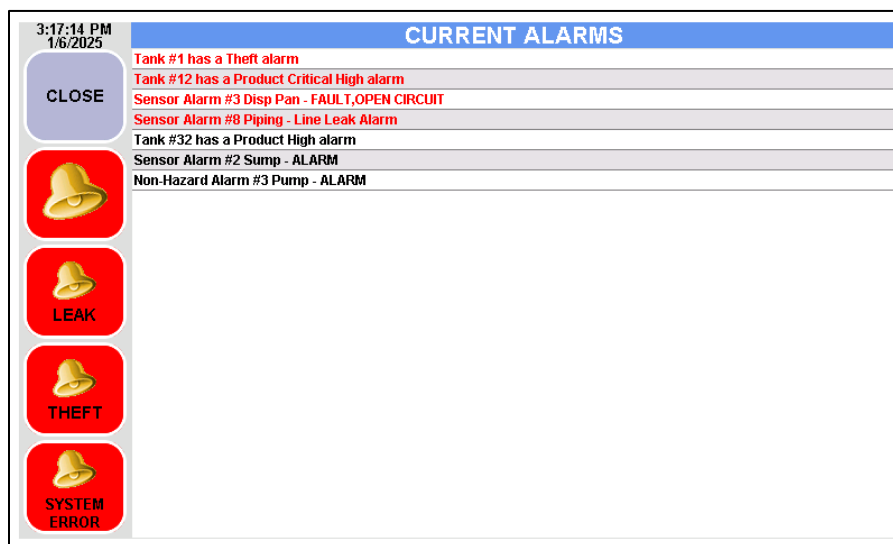 3:17:14 PM
1/6/2025
CURRENT ALARMS
CLOSE
Tank #1 has a Theft alarm
Tank #12 has a Product Critical High alarm
Sensor Alarm #3 Disp Pan - FAULT,OPEN CIRCUIT
Sensor Alarm #8 Piping - Line Leak Alarm
Tank #32 has a Product High alarm
Sensor Alarm #2 Sump - ALARM
Non-Hazard Alarm #3 Pump - ALARM
LEAK
THEFT
SYSTEM
ERROR